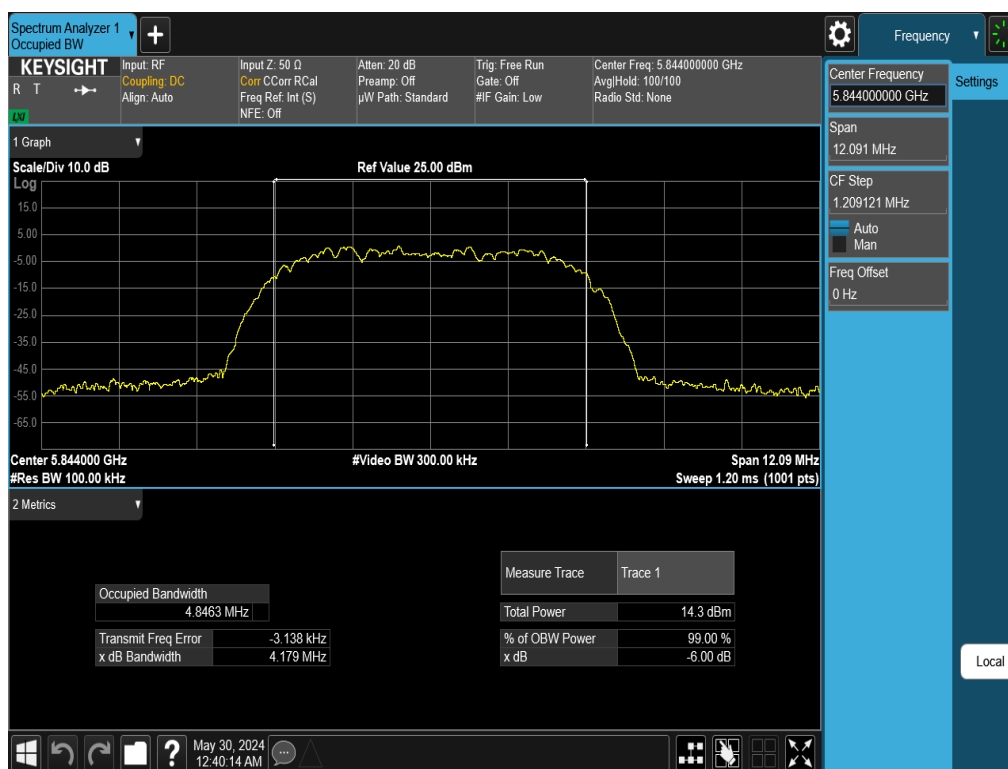 Spectrum Analyzer 1
Occupied BW
+
Frequency
KEYSIGHT
R T
LXI
Input: RF
Coupling: DC
Align: Auto
Input Z: 50 Ω
Corr CCorr RCal
Freq Ref: Int (S)
NFE: Off
Atten: 20 dB
Preamp: Off
µW Path: Standard
Trig: Free Run
Gate: Off
#IF Gain: Low
Center Freq: 5.844000000 GHz
Avg|Hold: 100/100
Radio Std: None
Center Frequency
5.844000000 GHz
Settings
Span
12.091 MHz
CF Step
1.209121 MHz
Auto
Man
Freq Offset
0 Hz
Local
1 Graph
Scale/Div 10.0 dB
Ref Value 25.00 dBm
Log
15.0
5.00
-5.00
-15.0
-25.0
-35.0
-45.0
-55.0
-65.0
Center 5.844000 GHz
#Video BW 300.00 kHz
Span 12.09 MHz
#Res BW 100.00 kHz
Sweep 1.20 ms (1001 pts)
2 Metrics
Measure Trace
Trace 1
Occupied Bandwidth
4.8463 MHz
Total Power
14.3 dBm
Transmit Freq Error
-3.138 kHz
% of OBW Power
99.00 %
x dB Bandwidth
4.179 MHz
x dB
-6.00 dB
?
May 30, 2024
12:40:14 AM